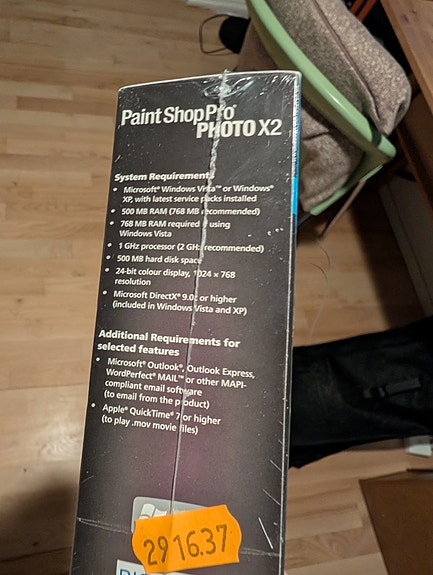 Paint Shop Pro®
PHOTO X2
System Requirements
• Microsoft® Windows Vista™ or Windows®
XP, with latest service packs installed
• 500 MB RAM (768 MB recommended)
• 768 MB RAM required if using
Windows Vista
• 1 GHz processor (2 GHz recommended)
• 500 MB hard disk space
• 24-bit colour display, 1024 x 768
resolution
• Microsoft DirectX® 9.0c or higher
(included in Windows Vista and XP)
Additional Requirements for
selected features
• Microsoft® Outlook®, Outlook Express,
WordPerfect® MAIL™ or other MAPI-
compliant email software
(to email from the product)
• Apple® QuickTime® 7 or higher
(to play .mov movie files)
2916.37